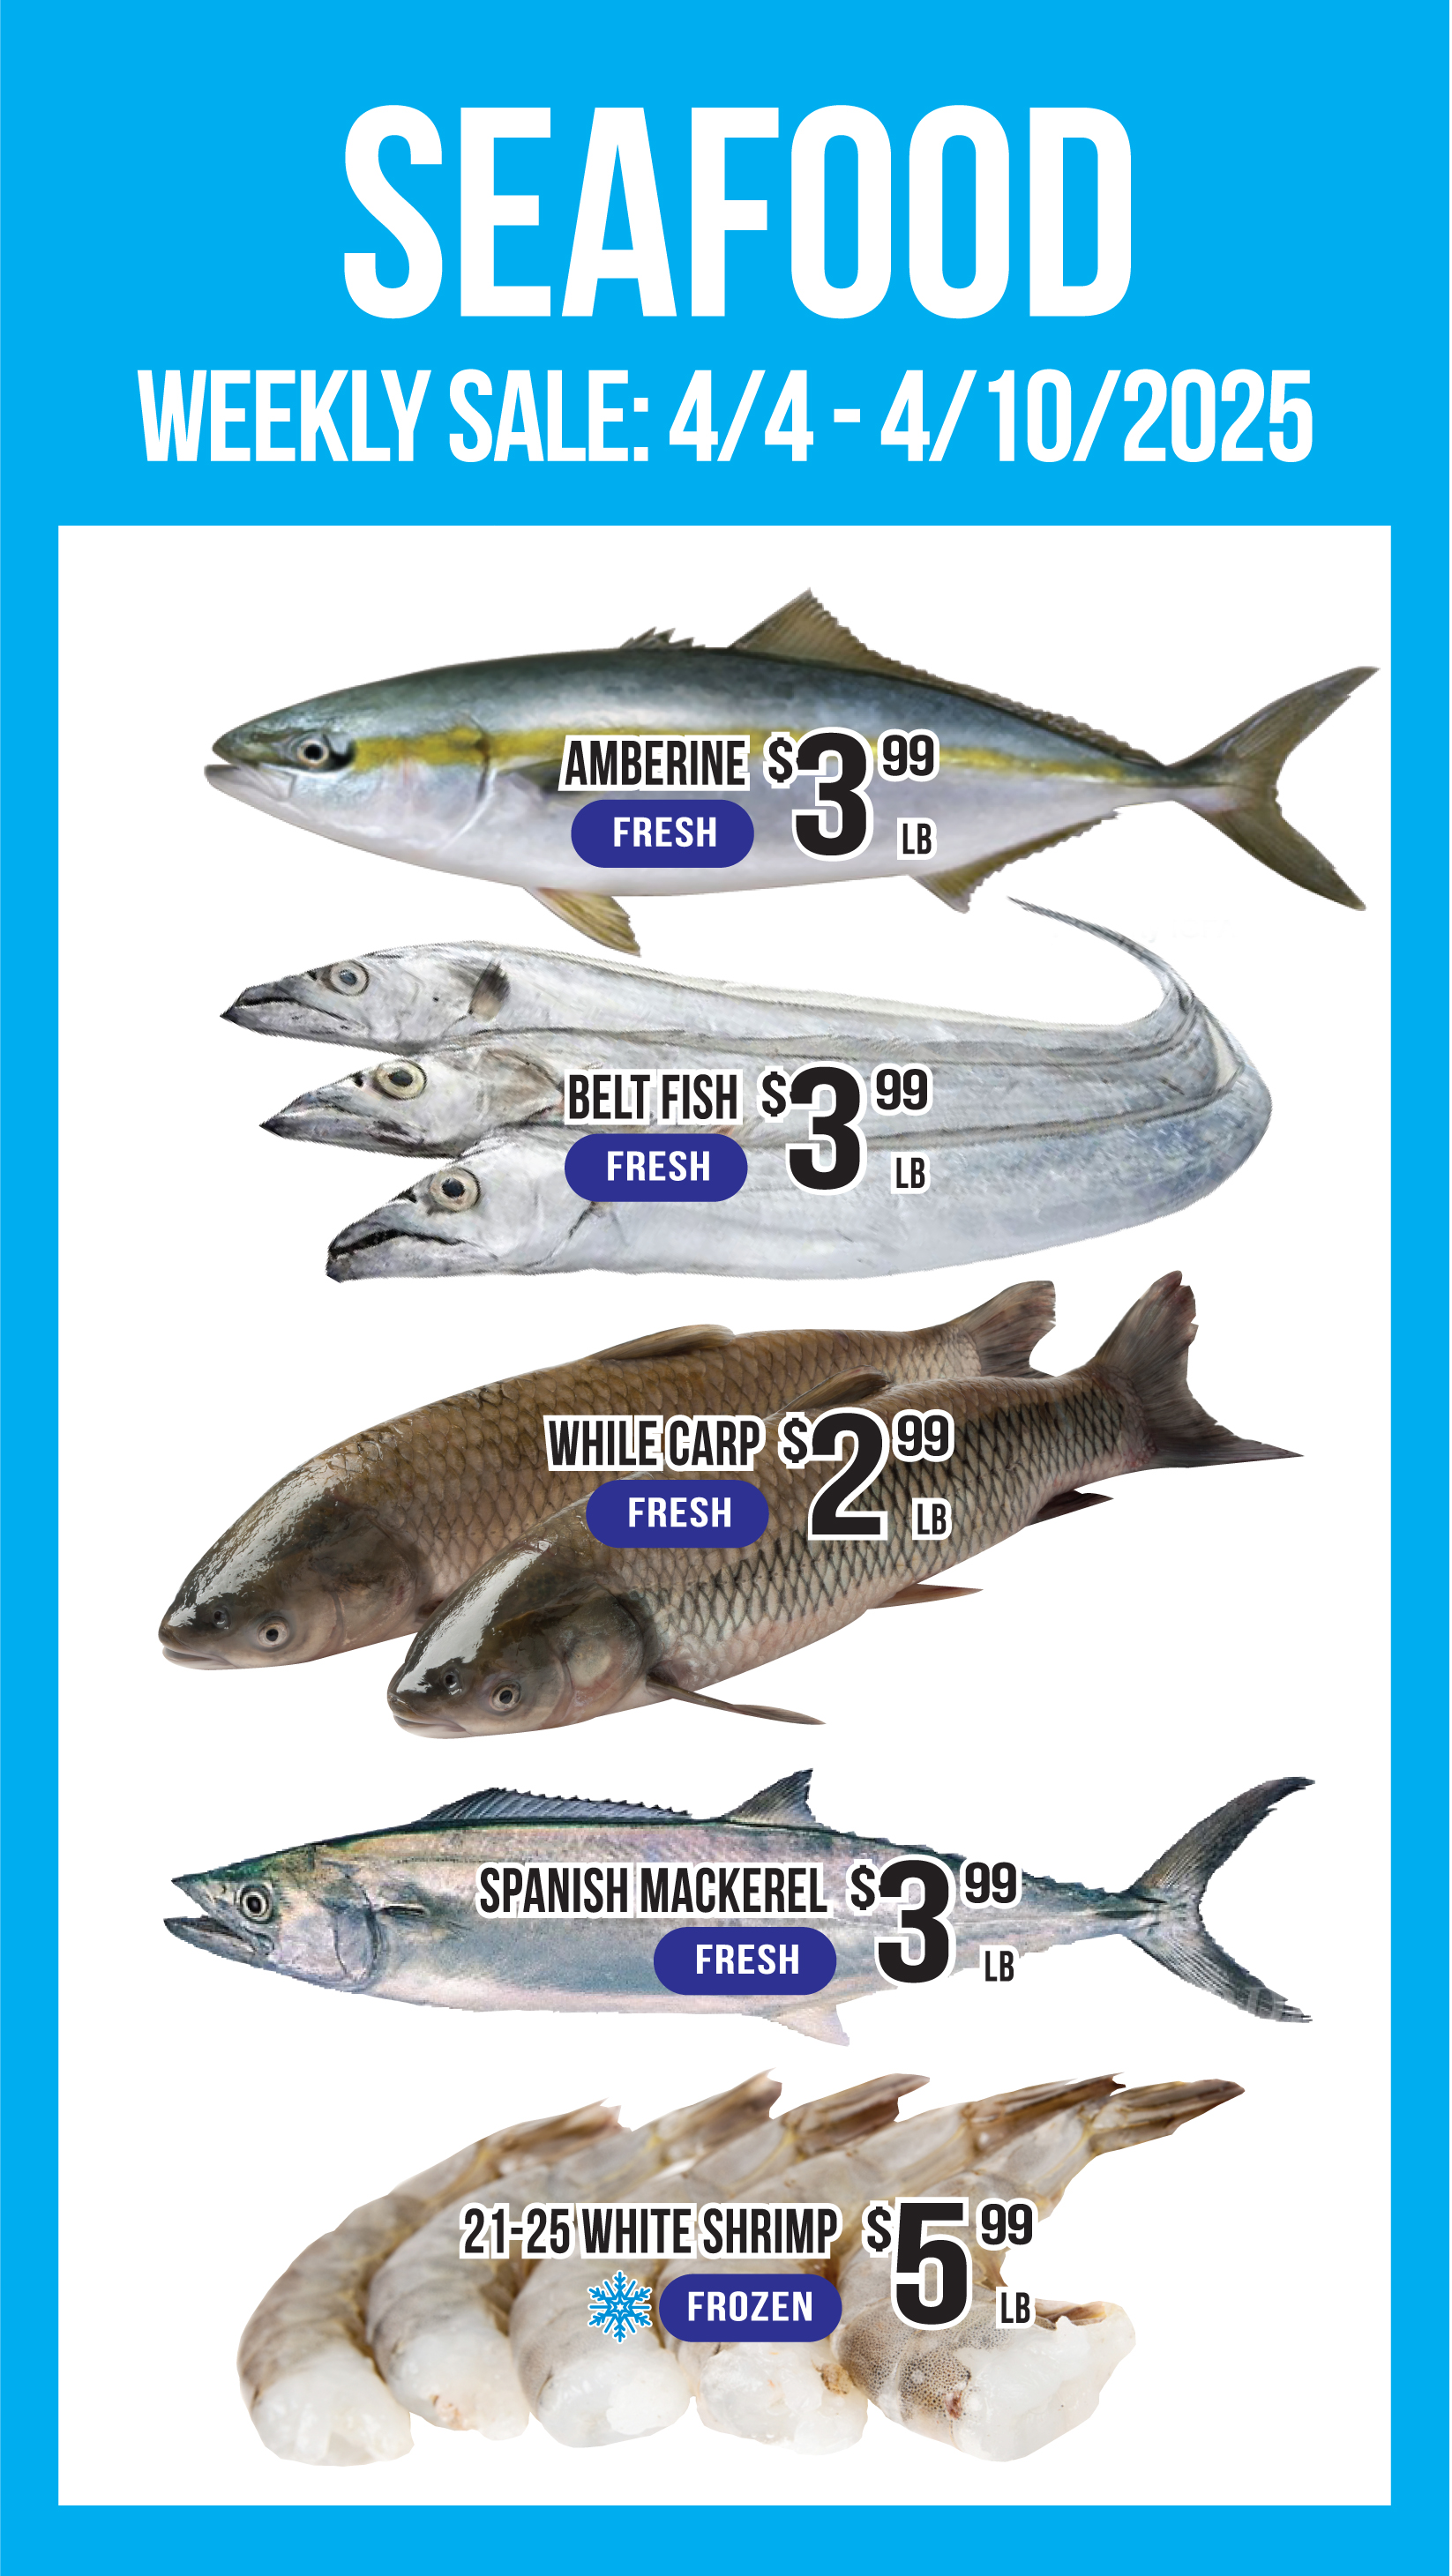 SEAFOOD
WEEKLY SALE: 4/4 - 4/10/2025
AMBERINE $3 99
FRESH LB
BELT FISH $3 99
FRESH LB
WHILE CARP $2 99
FRESH LB
SPANISH MACKEREL $3 99
FRESH LB
21-25 WHITE SHRIMP $5 99
FROZEN LB